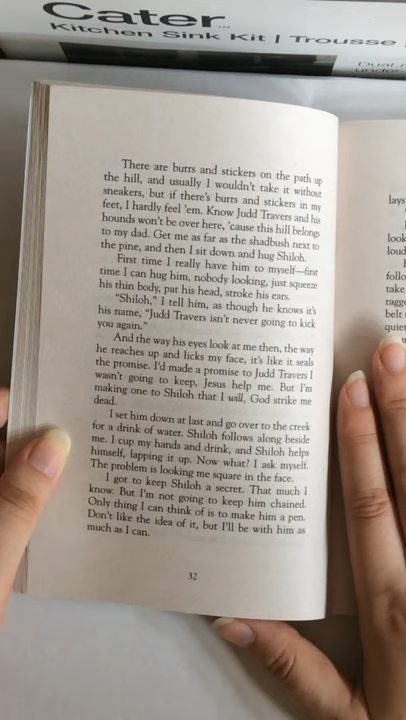 Cater
Kitchen Sink Kit | Trousse
There are burrs and stickers on the path up
the hill, and usually I wouldn't take it without
sneakers, but if there's burrs and stickers in my
feet, I hardly feel 'em. Know Judd Travers and his
hounds won't be over here, 'cause this hill belongs
to my dad. Get me as far as the shadbush next to
the pine, and then I sit down and hug Shiloh.
First time I really have him to myself—first
time I can hug him, nobody looking, just squeeze
his thin body, pat his head, stroke his ears.
"Shiloh," I tell him, as though he knows it's
his name, "Judd Travers isn't never going to kick
you again."
And the way his eyes look at me then, the way
he reaches up and licks my face, it's like it seals
the promise. I'd made a promise to Judd Travers I
wasn't going to keep, Jesus help me. But I'm
making one to Shiloh that I will, God strike me
dead.
I set him down at last and go over to the creek
for a drink of water. Shiloh follows along beside
me. I cup my hands and drink, and Shiloh helps
himself, lapping it up. Now what? I ask myself.
The problem is looking me square in the face.
I got to keep Shiloh a secret. That much I
know. But I'm not going to keep him chained.
Only thing I can think of is to make him a pen.
Don't like the idea of it, but I'll be with him as
much as I can.
32
lays
look
loud
follo
take
ragge
belt
quiet